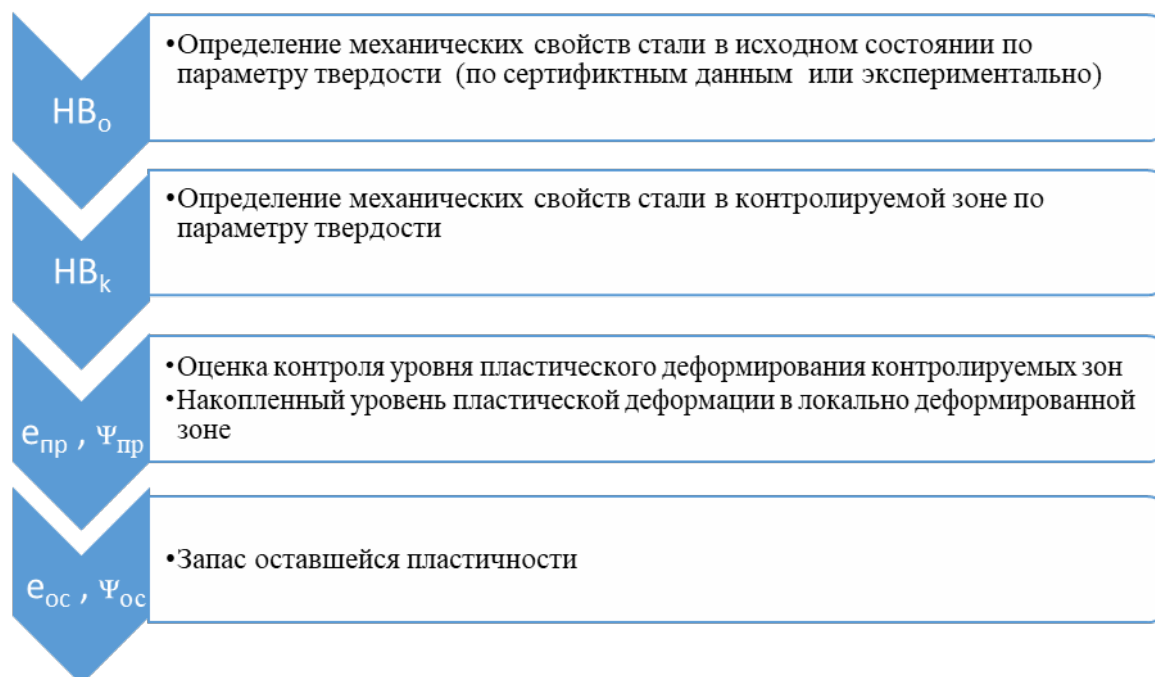 HBо
•Определение механических свойств стали в исходном состоянии по
параметру твердости (по сертификтным данным или экспериментально)
HBk
•Определение механических свойств стали в контролируемой зоне по
параметру твердости
eпр , Ψпр
•Оценка контроля уровня пластического деформирования контролируемых зон
•Накопленный уровень пластической деформации в локально деформированной
зоне
eос , Ψос
•Запас оставшейся пластичности